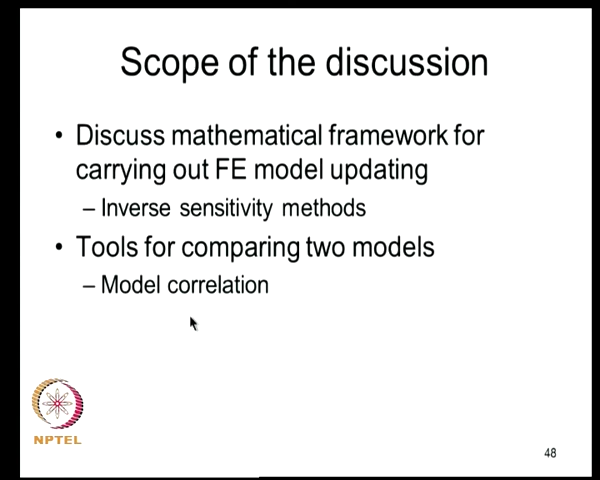 Scope of the discussion
• Discuss mathematical framework for
carrying out FE model updating
– Inverse sensitivity methods
• Tools for comparing two models
– Model correlation
NPTEL
48